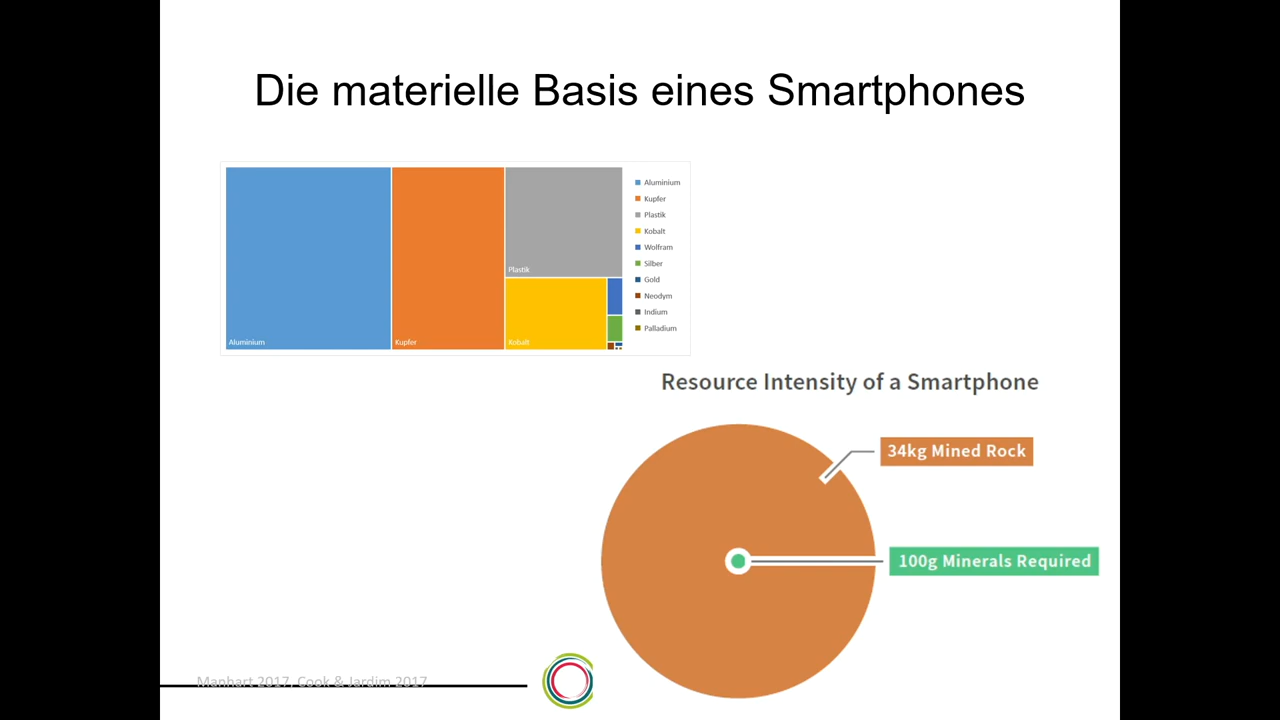 Die materielle Basis eines Smartphones
Aluminium
Kupfer
Plastik
Kobalt
Aluminium
Kupfer
Plastik
Kobalt
Wolfram
Silber
Gold
Neodym
Indium
Palladium
Resource Intensity of a Smartphone
34kg Mined Rock
100g Minerals Required
Manhart 2017, Cook & Jardim 2017